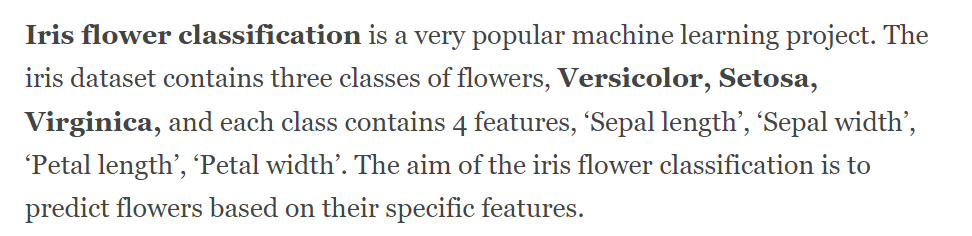 Iris flower classification is a very popular machine learning project. The
iris dataset contains three classes of flowers, Versicolor, Setosa,
Virginica, and each class contains 4 features, ‘Sepal length’, ‘Sepal width’,
‘Petal length’, ‘Petal width’. The aim of the iris flower classification is to
predict flowers based on their specific features.